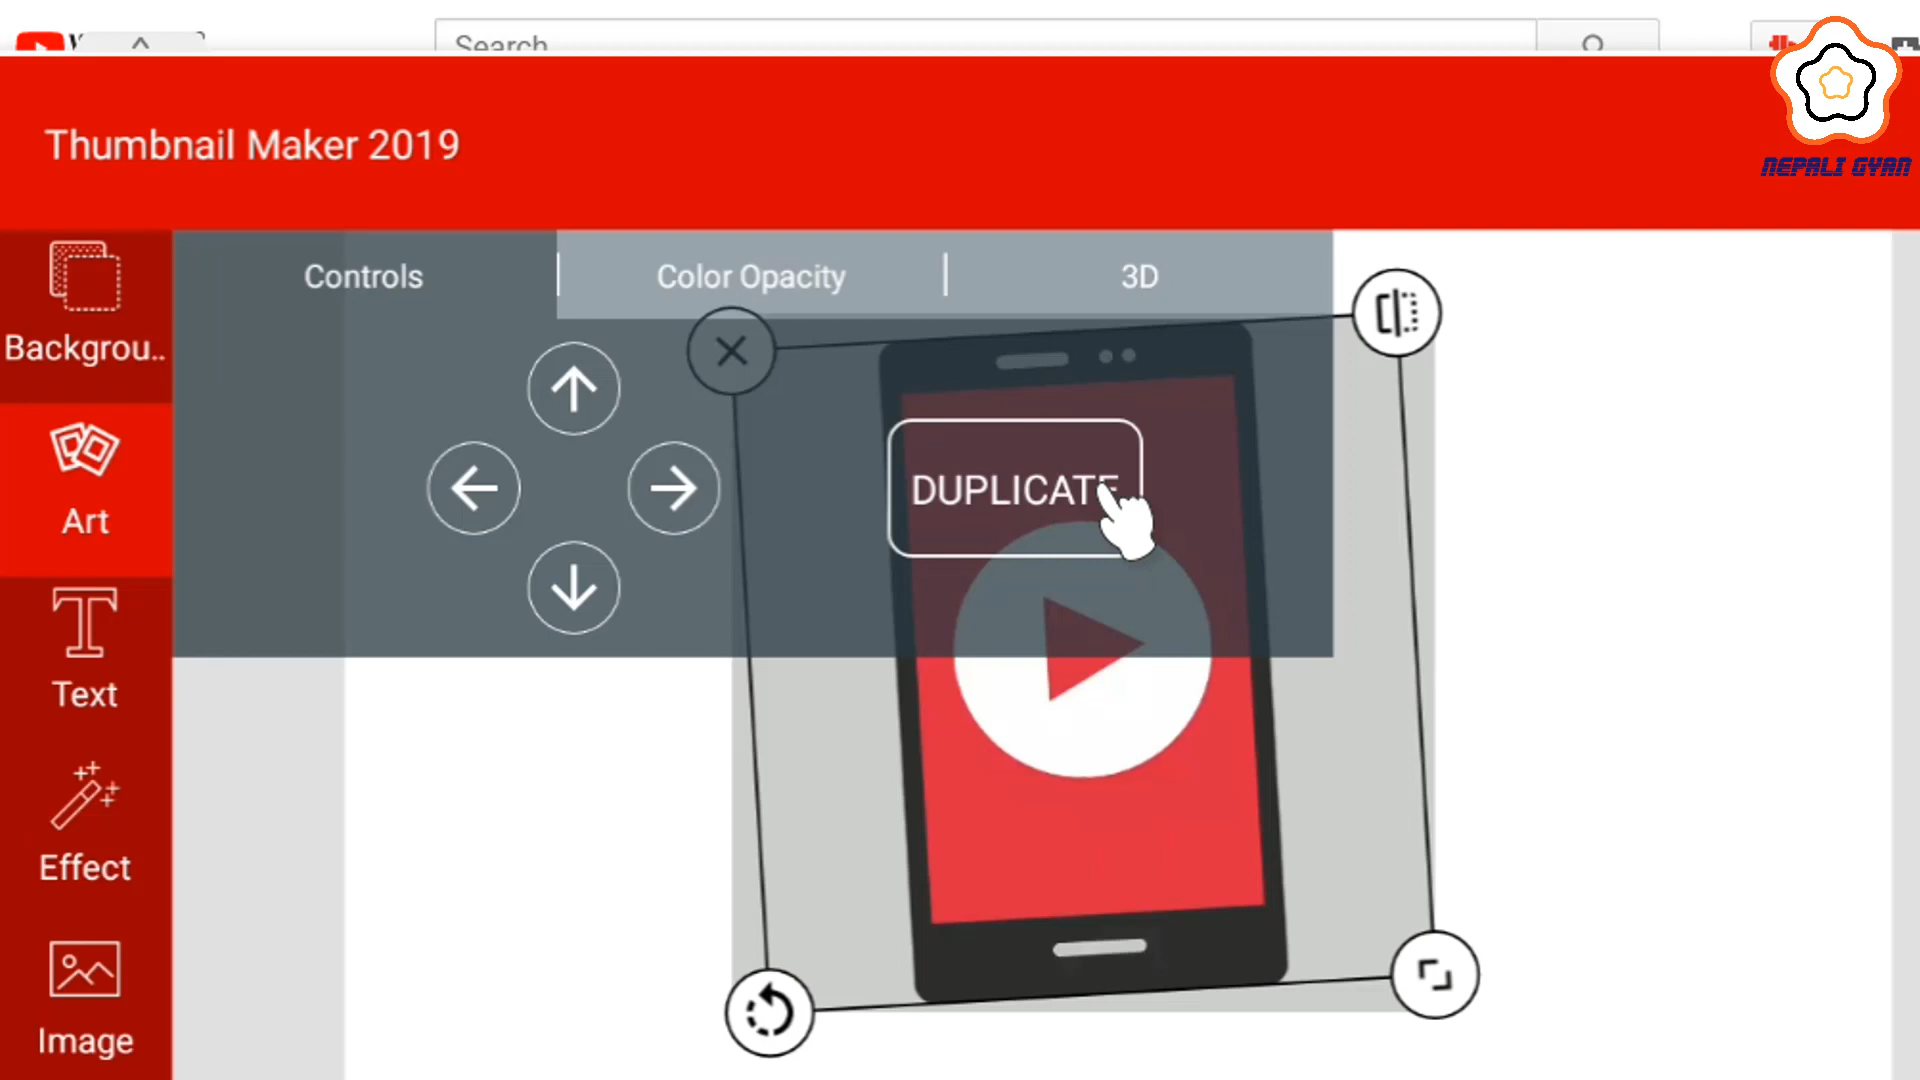 Search
Thumbnail Maker 2019
NEPALI GYAN
Controls
Color Opacity
3D
Backgrou..
DUPLICATE
Art
Text
Effect
Image